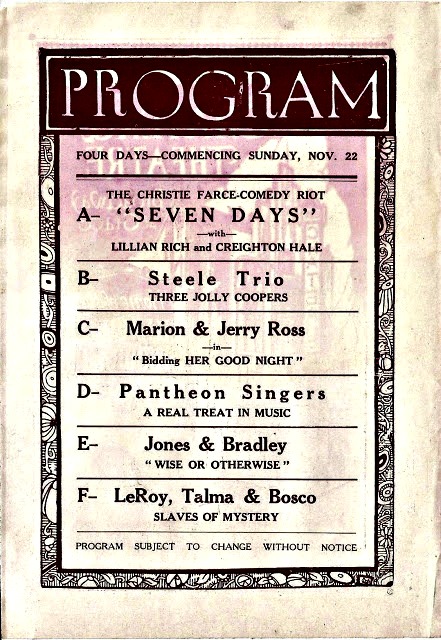 PROGRAM
FOUR DAYS—COMMENCING SUNDAY, NOV. 22
THE CHRISTIE FARCE-COMEDY RIOT
A– "SEVEN DAYS"
—with—
LILLIAN RICH and CREIGHTON HALE
B– Steele Trio
THREE JOLLY COOPERS
C– Marion & Jerry Ross
—in—
"Bidding HER GOOD NIGHT"
D– Pantheon Singers
A REAL TREAT IN MUSIC
E– Jones & Bradley
"WISE OR OTHERWISE"
F– LeRoy, Talma & Bosco
SLAVES OF MYSTERY
PROGRAM SUBJECT TO CHANGE WITHOUT NOTICE